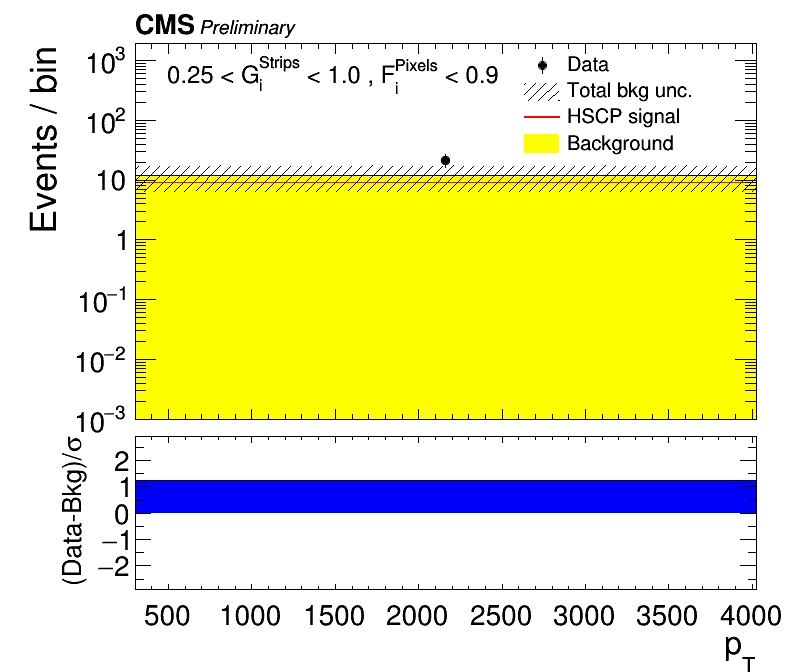 CMS Preliminary
Events / bin
0.25 < G_i^Strips < 1.0 , F_i^Pixels < 0.9
Data
Total bkg unc.
HSCP signal
Background
10^3
10^2
10
1
10^−1
10^−2
10^−3
(Data-Bkg)/σ
2
1
0
−1
−2
500 1000 1500 2000 2500 3000 3500 4000
p_T